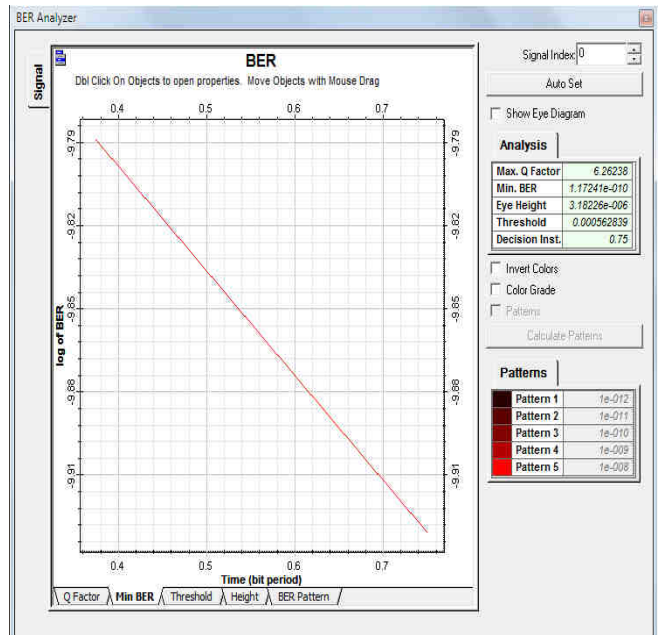 BER Analyzer
Signal Index: 0
Auto Set
Show Eye Diagram
Signal
BER
Dbl Click On Objects to open properties. Move Objects with Mouse Drag
0.4 0.5 0.6 0.7
-9.79 -9.82 -9.85 -9.88 -9.91
log of BER
-9.79 -9.82 -9.85 -9.88 -9.91
0.4 0.5 0.6 0.7
Time (bit period)
Q Factor Min BER Threshold Height BER Pattern
Analysis
Max. Q Factor 6.26238
Min. BER 1.17241e-010
Eye Height 3.18226e-006
Threshold 0.000562839
Decision Inst. 0.75
Invert Colors
Color Grade
Patterns
Calculate Patterns
Patterns
Pattern 1 1e-012
Pattern 2 1e-011
Pattern 3 1e-010
Pattern 4 1e-009
Pattern 5 1e-008